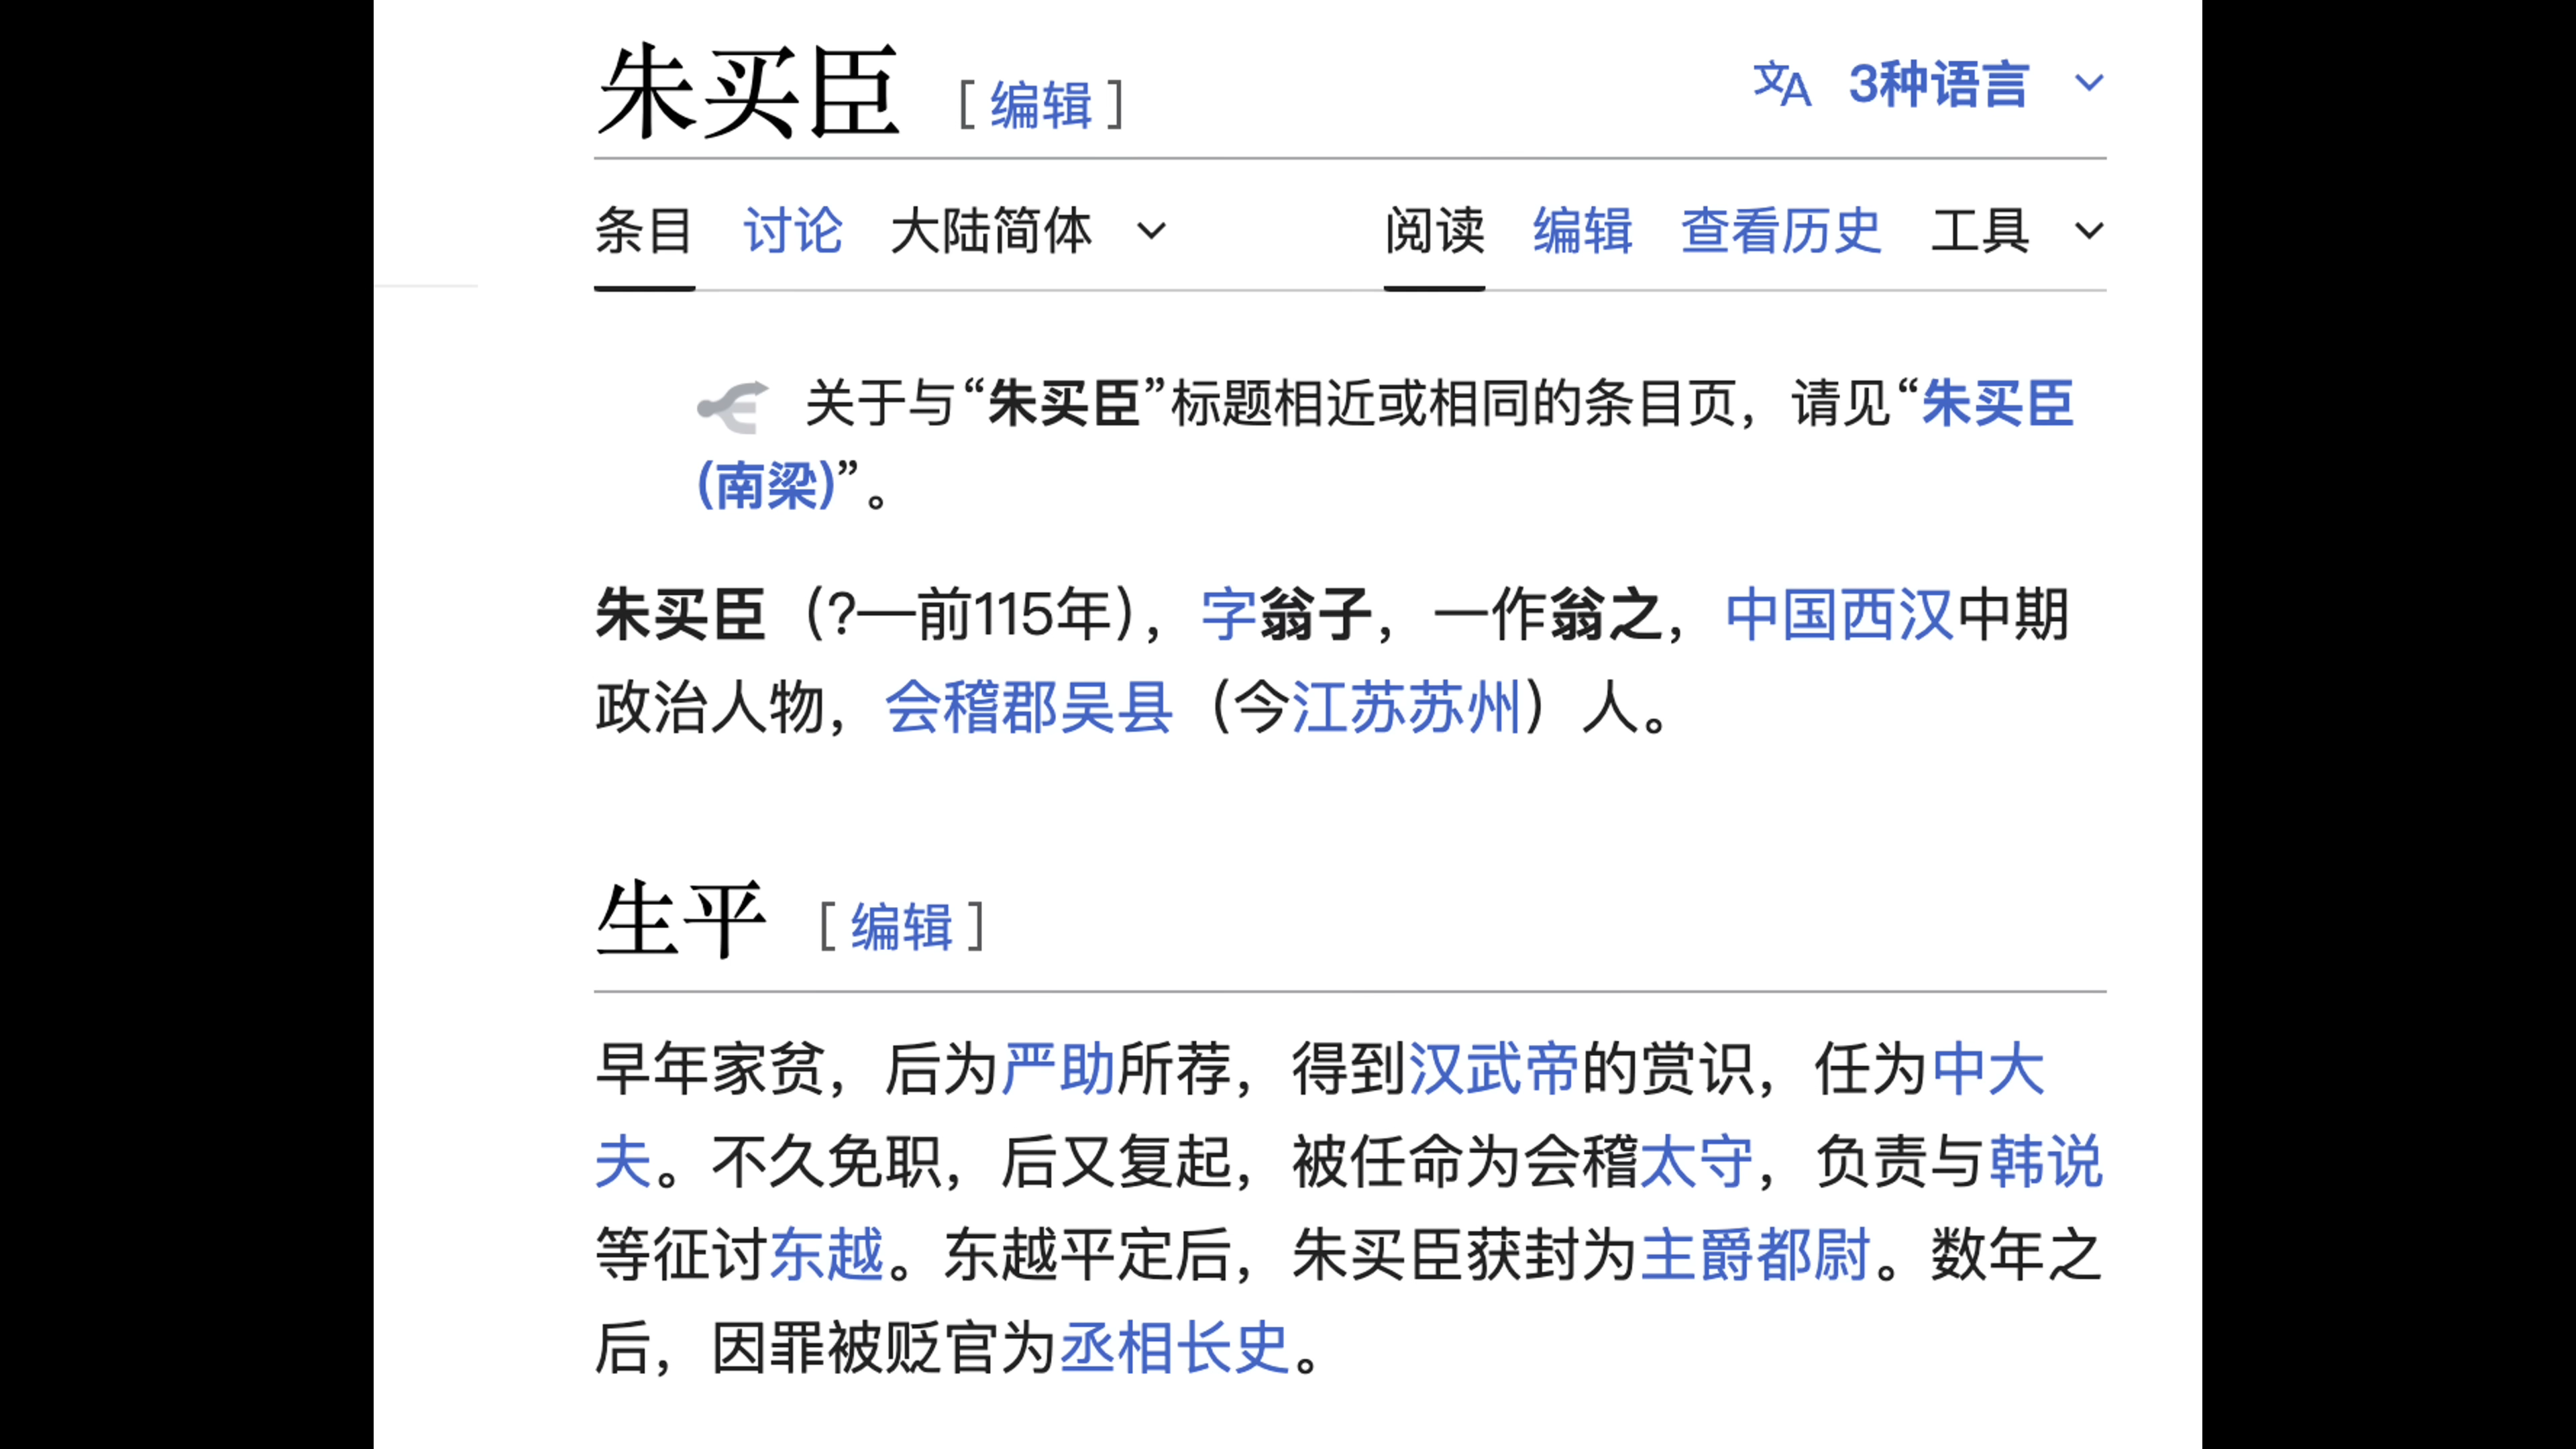 朱买臣 [编辑] 文A 3种语言
条目 讨论 大陆简体 阅读 编辑 查看历史 工具
关于与“朱买臣”标题相近或相同的条目页，请见“朱买臣
(南梁)”。
朱买臣（?—前115年），字翁子，一作翁之，中国西汉中期
政治人物，会稽郡吴县（今江苏苏州）人。
生平 [编辑]
早年家贫，后为严助所荐，得到汉武帝的赏识，任为中大
夫。不久免职，后又复起，被任命为会稽太守，负责与韩说
等征讨东越。东越平定后，朱买臣获封为主爵都尉。数年之
后，因罪被贬官为丞相长史。